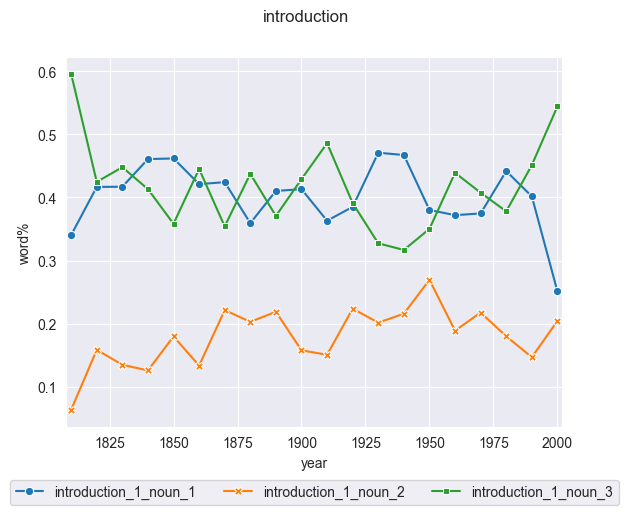 introduction
0.6
0.5
0.4
0.3
0.2
0.1
word%
1825 1850 1875 1900 1925 1950 1975 2000
year
introduction_1_noun_1 introduction_1_noun_2 introduction_1_noun_3